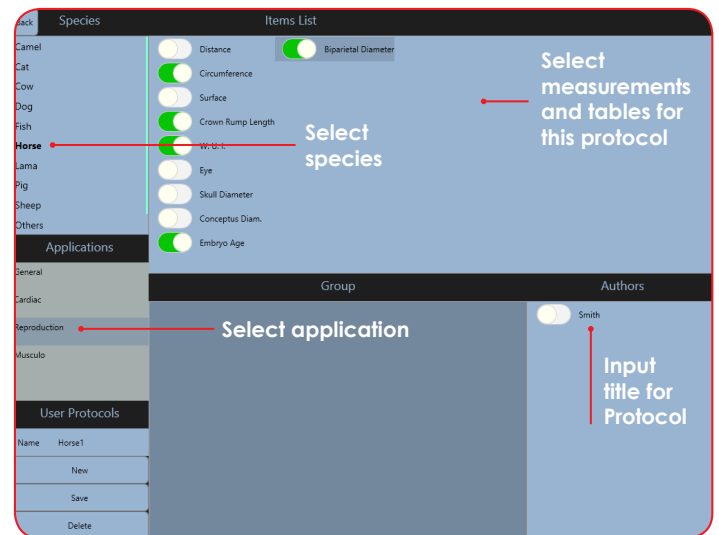 Back
Species
Items List
Camel
Cat
Cow
Dog
Fish
Horse
Lama
Pig
Sheep
Others
Distance
Circumference
Surface
Crown Rump Length
W. U. I.
Eye
Skull Diameter
Conceptus Diam.
Embryo Age
Biparietal Diameter
Select
measurements
and tables for
this protocol
Select
species
Applications
General
Cardiac
Reproduction
Musculo
Select application
Group
Authors
Smith
Input
title for
Protocol
User Protocols
Name Horse1
New
Save
Delete